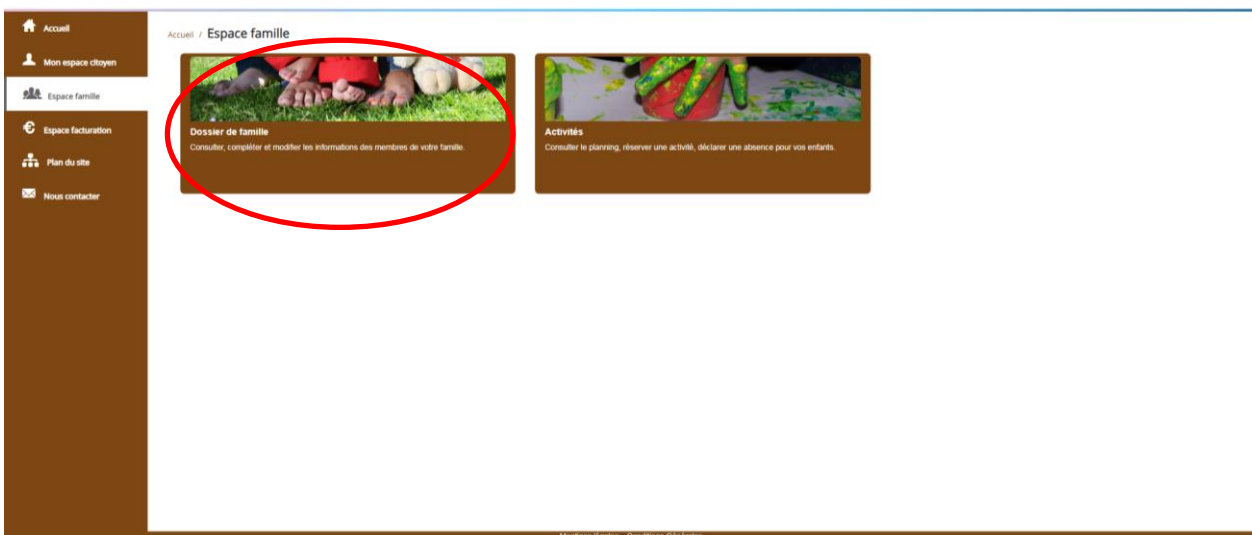 Accueil
Mon espace citoyen
Espace famille
Espace facturation
Plan du site
Nous contacter
Accueil / Espace famille
Dossier de famille
Consulter, compléter et modifier les informations des membres de votre famille.
Activités
Consulter le planning, réserver une activité, déclarer une absence pour vos enfants.